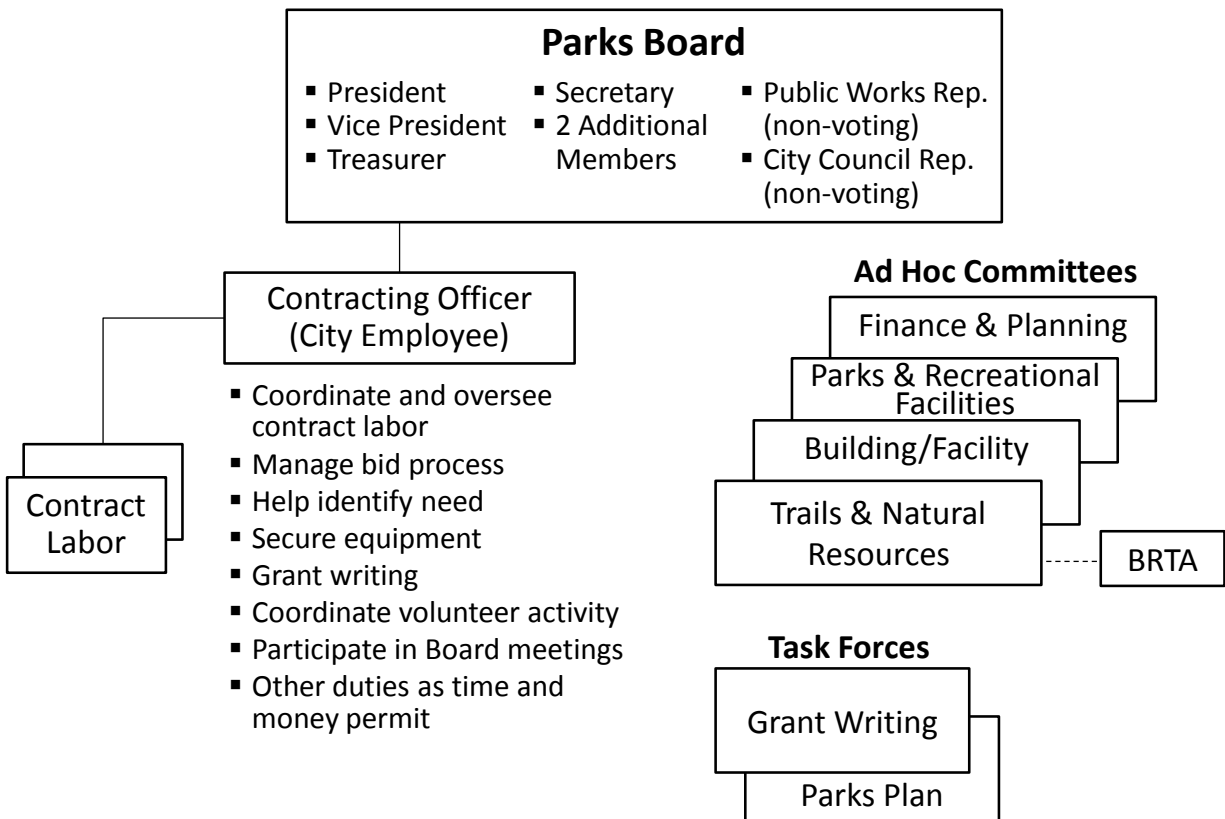 Parks Board
▪ President
▪ Vice President
▪ Treasurer
▪ Secretary
▪ 2 Additional
Members
▪ Public Works Rep.
(non-voting)
▪ City Council Rep.
(non-voting)
Contracting Officer
(City Employee)
▪ Coordinate and oversee
contract labor
▪ Manage bid process
▪ Help identify need
▪ Secure equipment
▪ Grant writing
▪ Coordinate volunteer activity
▪ Participate in Board meetings
▪ Other duties as time and
money permit
Contract
Labor
Ad Hoc Committees
Finance & Planning
Parks & Recreational
Facilities
Building/Facility
Trails & Natural
Resources
BRTA
Task Forces
Grant Writing
Parks Plan